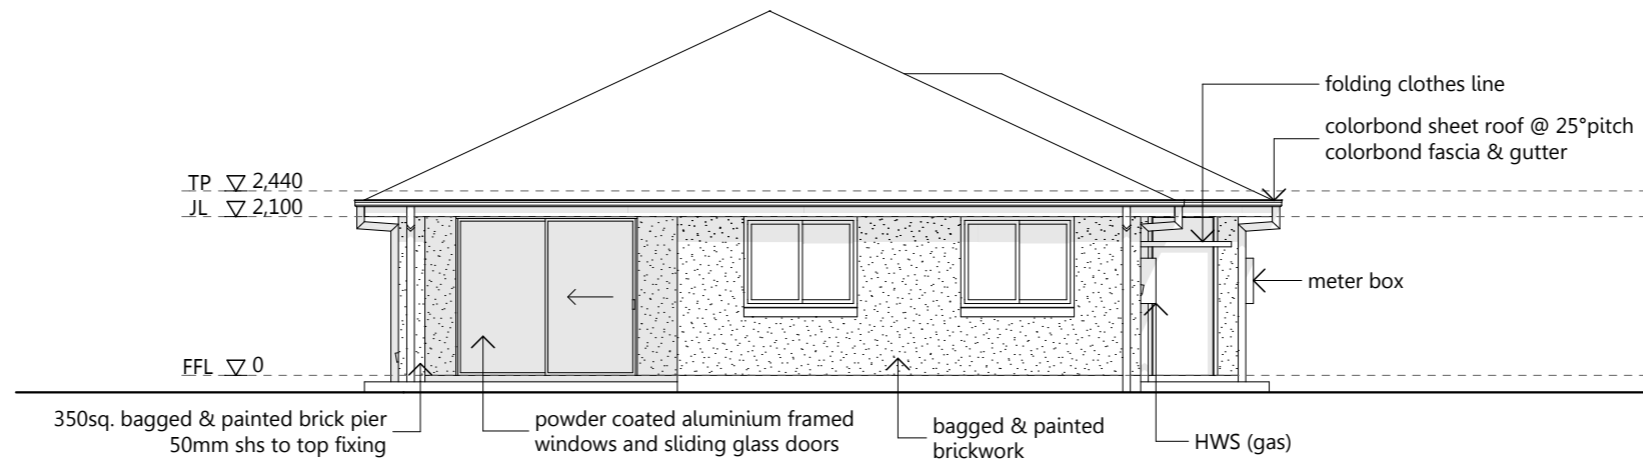 folding clothes line
colorbond sheet roof @ 25°pitch
colorbond fascia & gutter
TP 2,440
JL 2,100
meter box
FFL 0
350sq. bagged & painted brick pier
50mm shs to top fixing
powder coated aluminium framed
windows and sliding glass doors
bagged & painted
brickwork
HWS (gas)